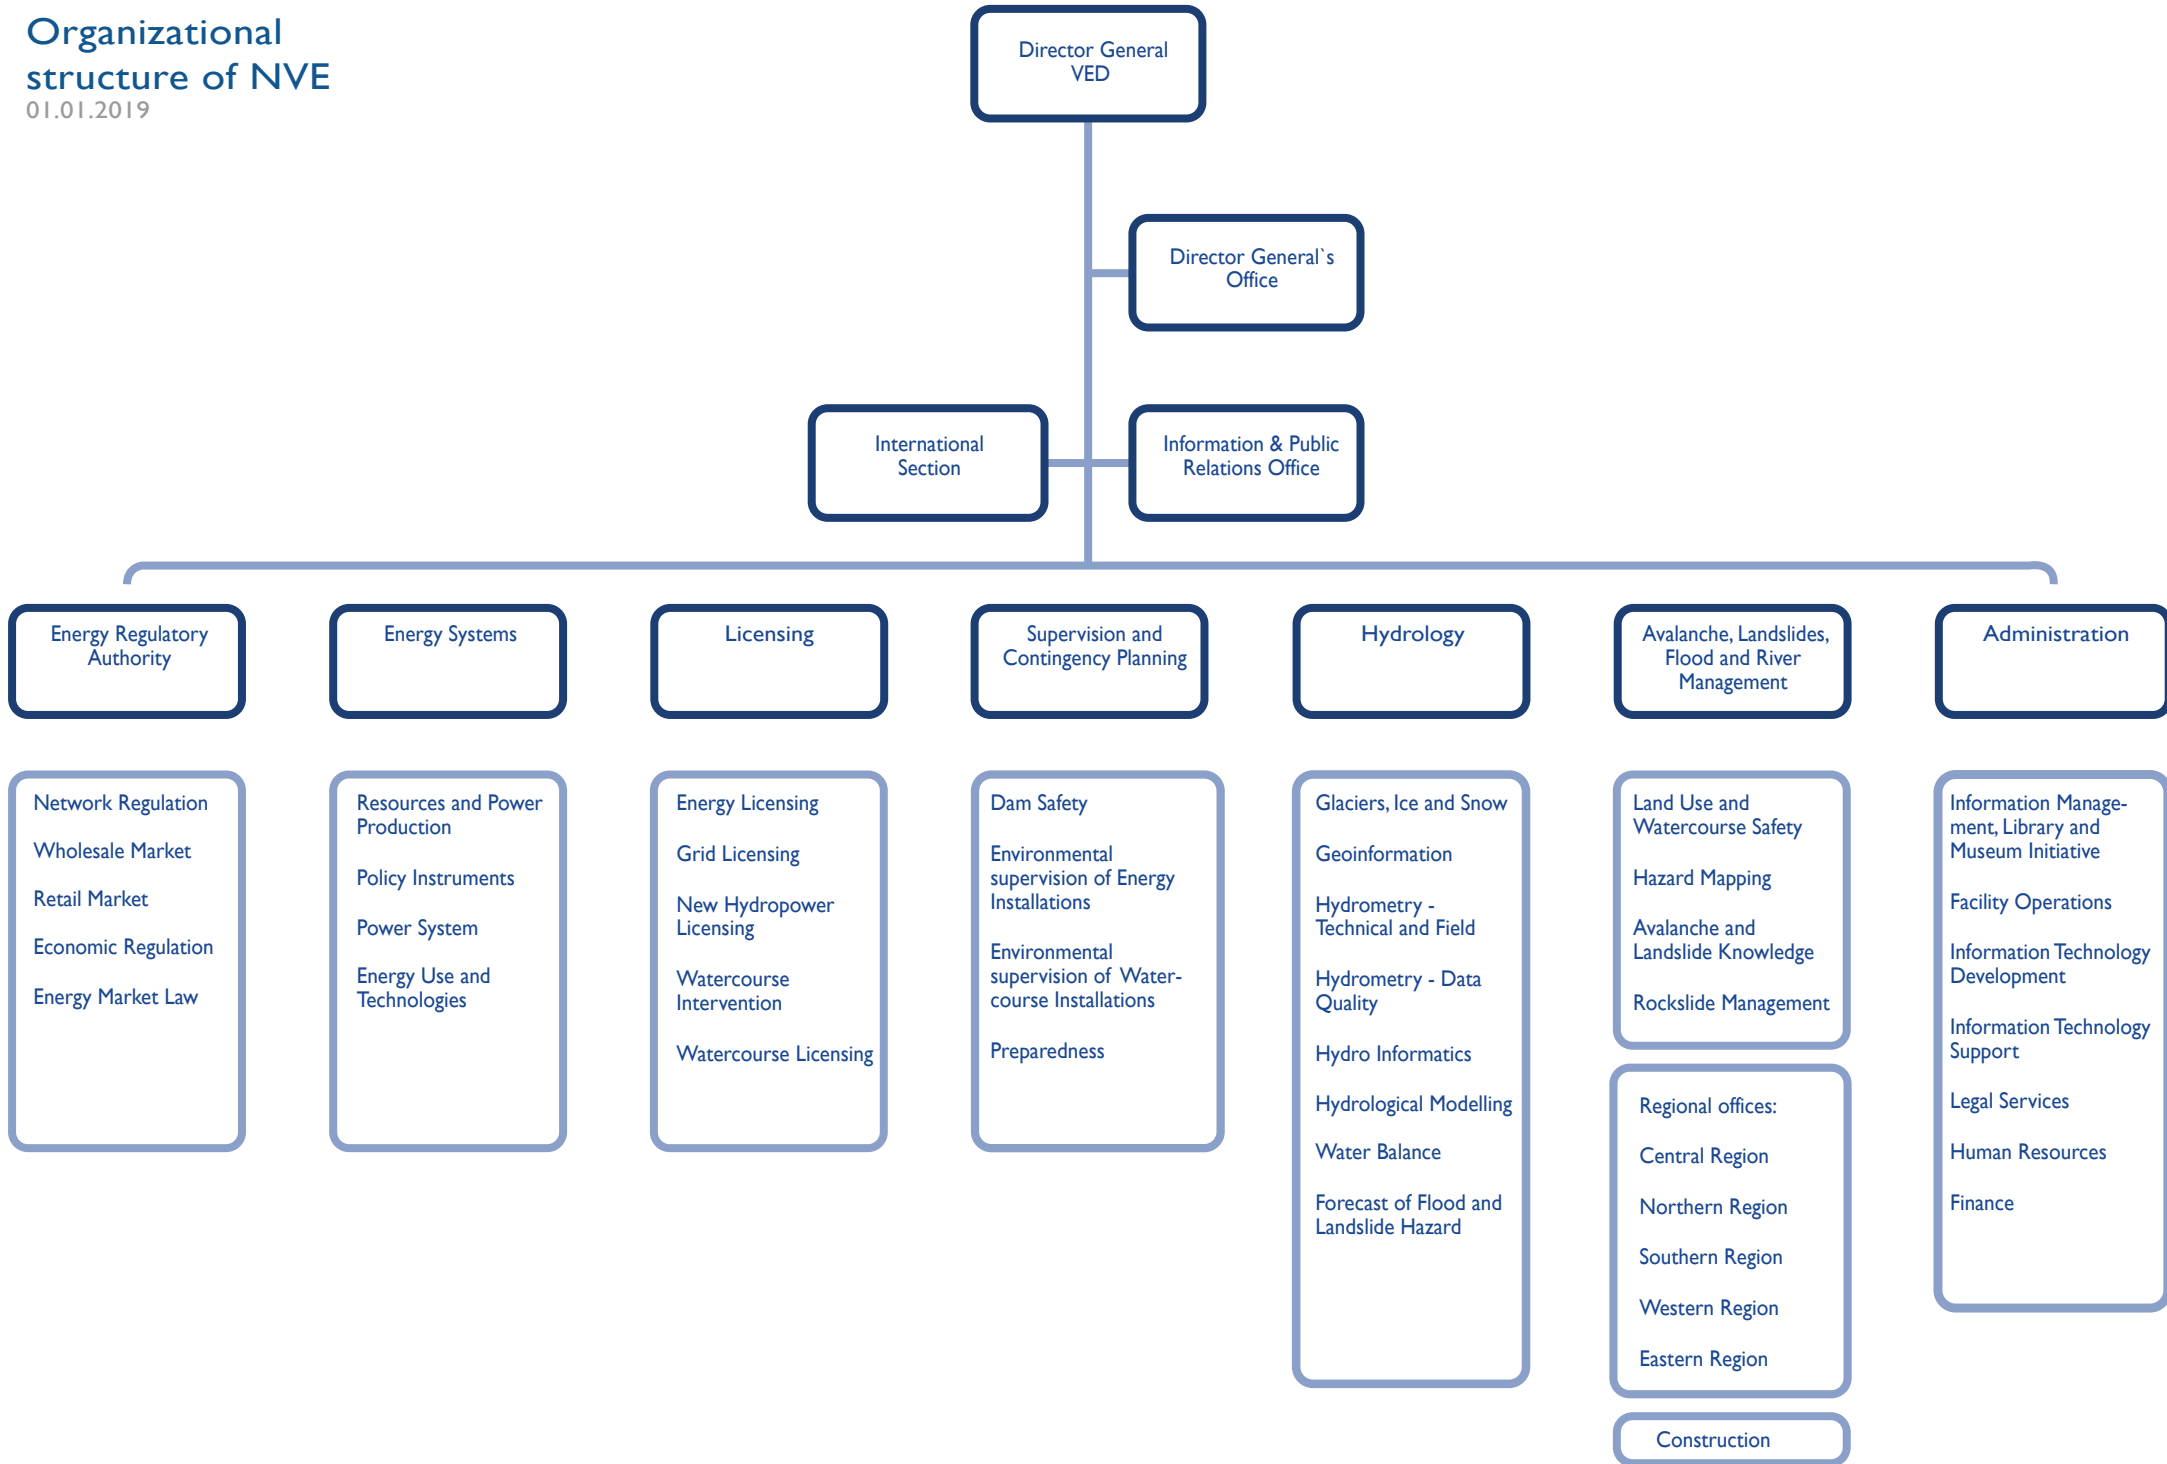 Organizational
structure of NVE
01.01.2019
Director General
VED
Director General`s
Office
International
Section
Information & Public
Relations Office
Energy Regulatory
Authority
Energy Systems
Licensing
Supervision and
Contingency Planning
Hydrology
Avalanche, Landslides,
Flood and River
Management
Administration
Network Regulation
Wholesale Market
Retail Market
Economic Regulation
Energy Market Law
Resources and Power
Production
Policy Instruments
Power System
Energy Use and
Technologies
Energy Licensing
Grid Licensing
New Hydropower
Licensing
Watercourse
Intervention
Watercourse Licensing
Dam Safety
Environmental
supervision of Energy
Installations
Environmental
supervision of Water-
course Installations
Preparedness
Glaciers, Ice and Snow
Geoinformation
Hydrometry -
Technical and Field
Hydrometry - Data
Quality
Hydro Informatics
Hydrological Modelling
Water Balance
Forecast of Flood and
Landslide Hazard
Land Use and
Watercourse Safety
Hazard Mapping
Avalanche and
Landslide Knowledge
Rockslide Management
Regional offices:
Central Region
Northern Region
Southern Region
Western Region
Eastern Region
Construction
Information Manage-
ment, Library and
Museum Initiative
Facility Operations
Information Technology
Development
Information Technology
Support
Legal Services
Human Resources
Finance